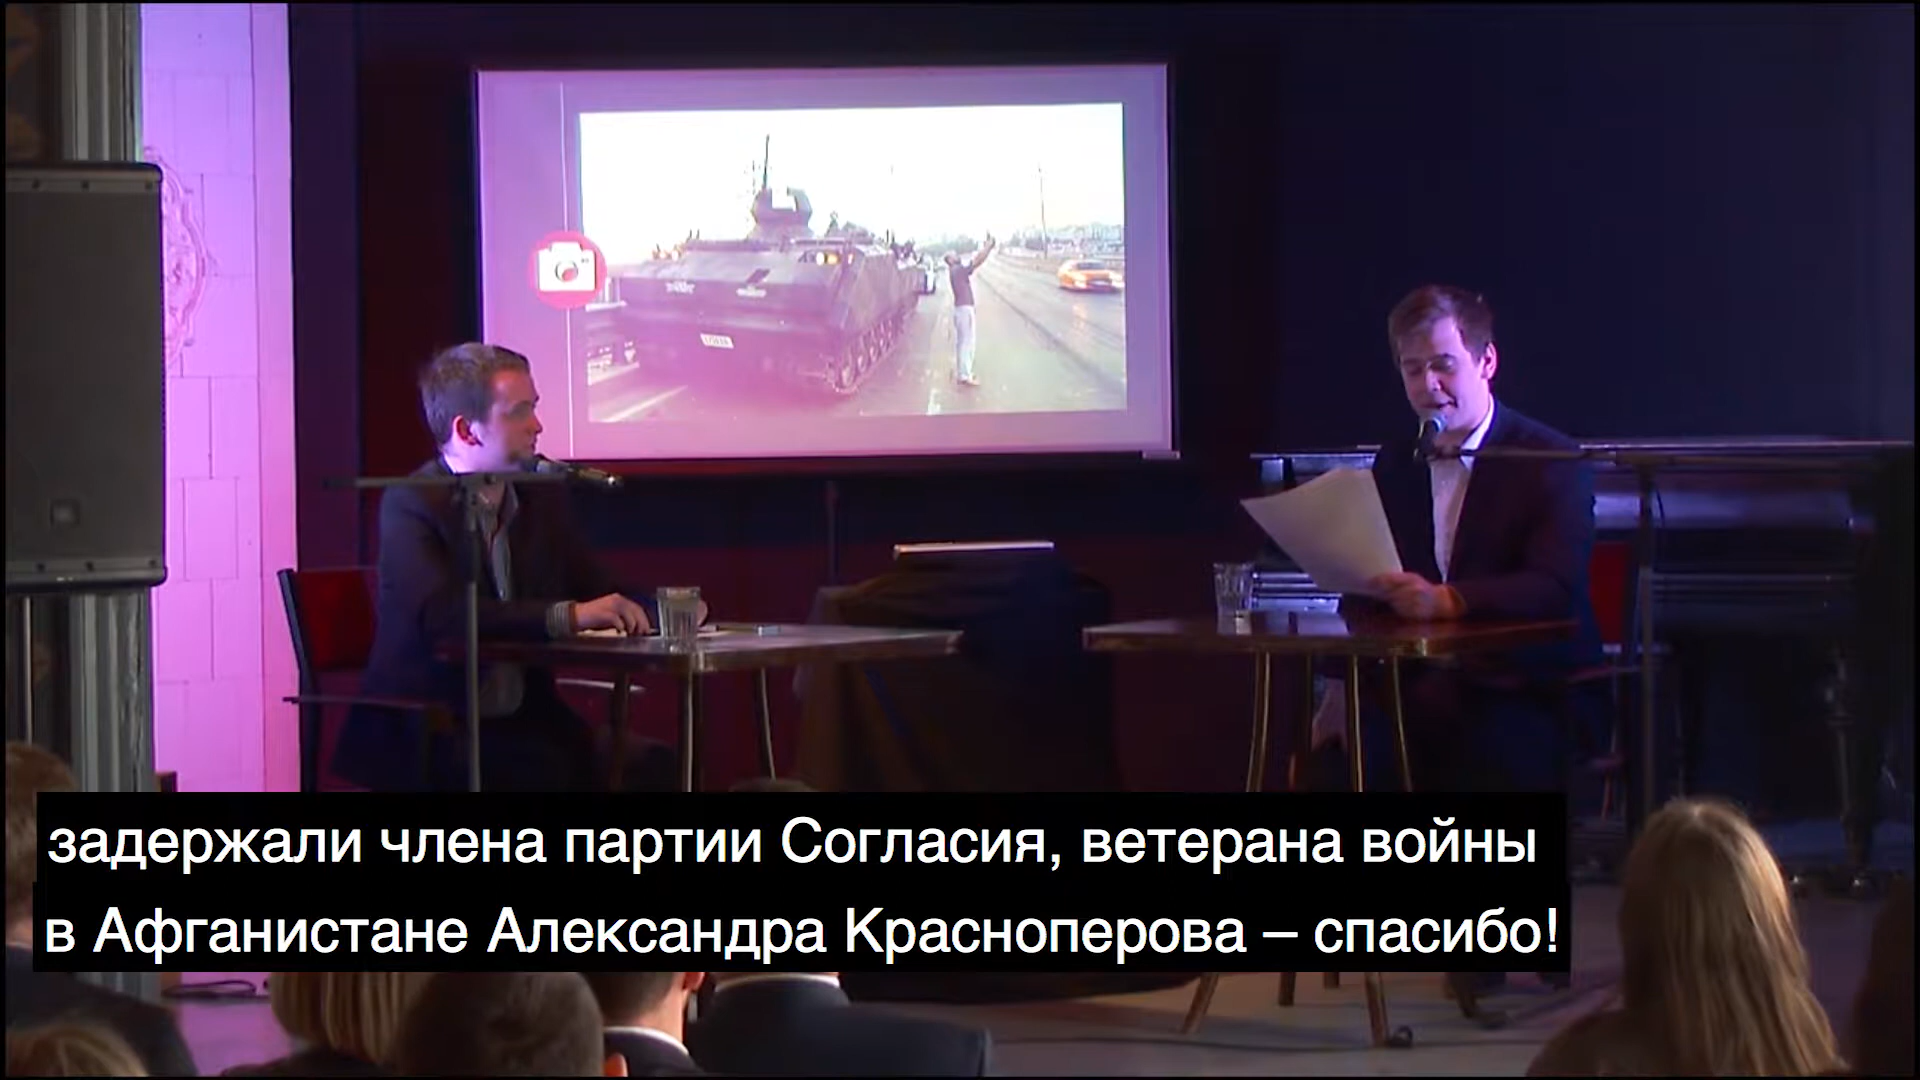 задержали члена партии Согласия, ветерана войны
в Афганистане Александра Красноперова – спасибо!